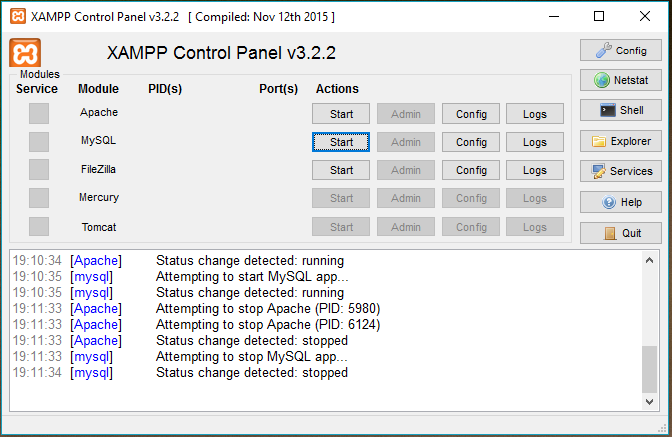 XAMPP Control Panel v3.2.2 [ Compiled: Nov 12th 2015 ]
XAMPP Control Panel v3.2.2
Config
Modules
Service Module PID(s) Port(s) Actions
Netstat
Apache Start Admin Config Logs
Shell
MySQL Start Admin Config Logs
Explorer
FileZilla Start Admin Config Logs
Services
Mercury Start Admin Config Logs
Help
Tomcat Start Admin Config Logs
Quit
19:10:34 [Apache] Status change detected: running
19:10:35 [mysql] Attempting to start MySQL app...
19:10:35 [mysql] Status change detected: running
19:11:33 [Apache] Attempting to stop Apache (PID: 5980)
19:11:33 [Apache] Attempting to stop Apache (PID: 6124)
19:11:33 [Apache] Status change detected: stopped
19:11:33 [mysql] Attempting to stop MySQL app...
19:11:34 [mysql] Status change detected: stopped